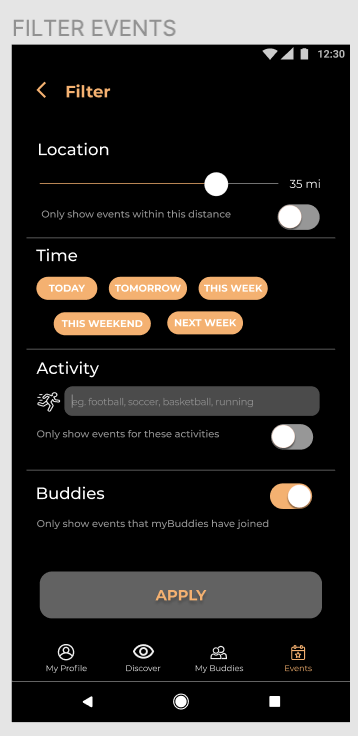 FILTER EVENTS
12:30
Filter
Location
35 mi
Only show events within this distance
Time
TODAY TOMORROW THIS WEEK
THIS WEEKEND NEXT WEEK
Activity
eg. football, soccer, basketball, running
Only show events for these activities
Buddies
Only show events that myBuddies have joined
APPLY
My Profile Discover My Buddies Events